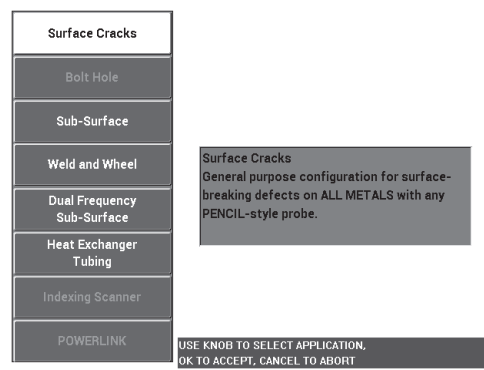 Surface Cracks
Bolt Hole
Sub-Surface
Weld and Wheel
Dual Frequency
Sub-Surface
Heat Exchanger
Tubing
Indexing Scanner
POWERLINK
Surface Cracks
General purpose configuration for surface-
breaking defects on ALL METALS with any
PENCIL-style probe.
USE KNOB TO SELECT APPLICATION,
OK TO ACCEPT, CANCEL TO ABORT